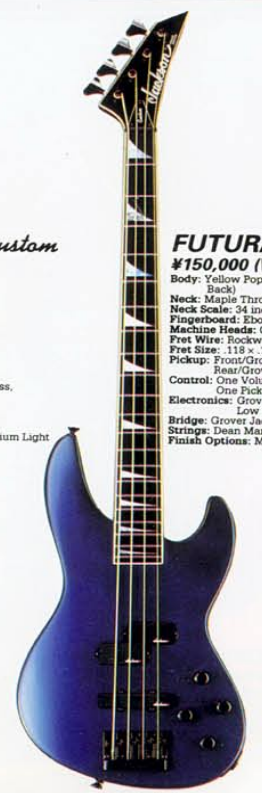 Jackson
ustom
FUTURA
¥150,000 (
Body: Yellow Pop
Back)
Neck: Maple Thro
Neck Scale: 34 in
Fingerboard: Ebo
Machine Heads: G
Fret Wire: Rockw
Fret Size: .118 × .
Pickup: Front/Gro
Rear/Grov
Control: One Volu
One Pick
Electronics: Grov
Low
ss,
Bridge: Grover Jac
Strings: Dean Mar
ium Light
Finish Options: M